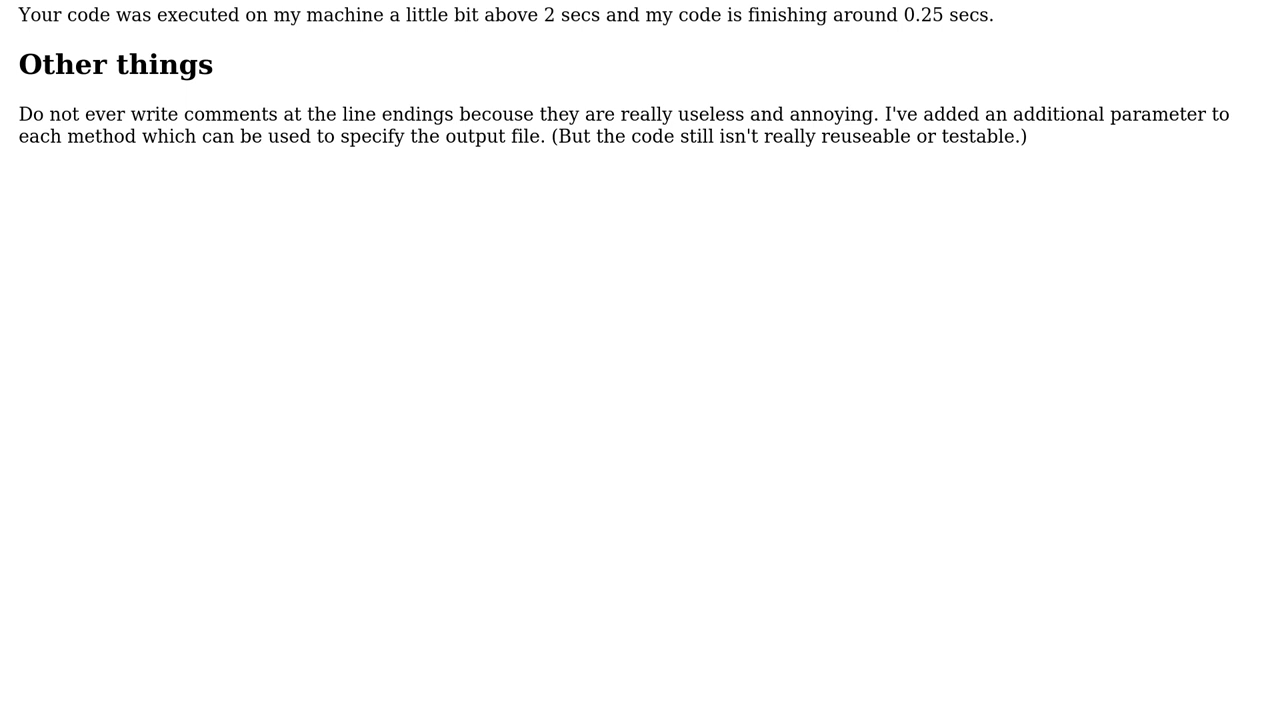 Your code was executed on my machine a little bit above 2 secs and my code is finishing around 0.25 secs.
Other things
Do not ever write comments at the line endings becouse they are really useless and annoying. I've added an additional parameter to
each method which can be used to specify the output file. (But the code still isn't really reuseable or testable.)